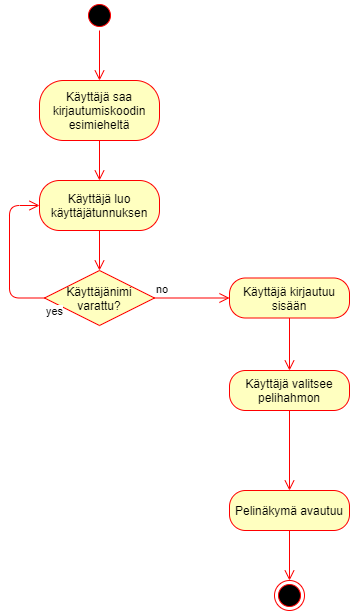 Käyttäjä saa
kirjautumiskoodin
esimieheltä
Käyttäjä luo
käyttäjätunnuksen
Käyttäjänimi
varattu?
yes
no
Käyttäjä kirjautuu
sisään
Käyttäjä valitsee
pelihahmon
Pelinäkymä avautuu